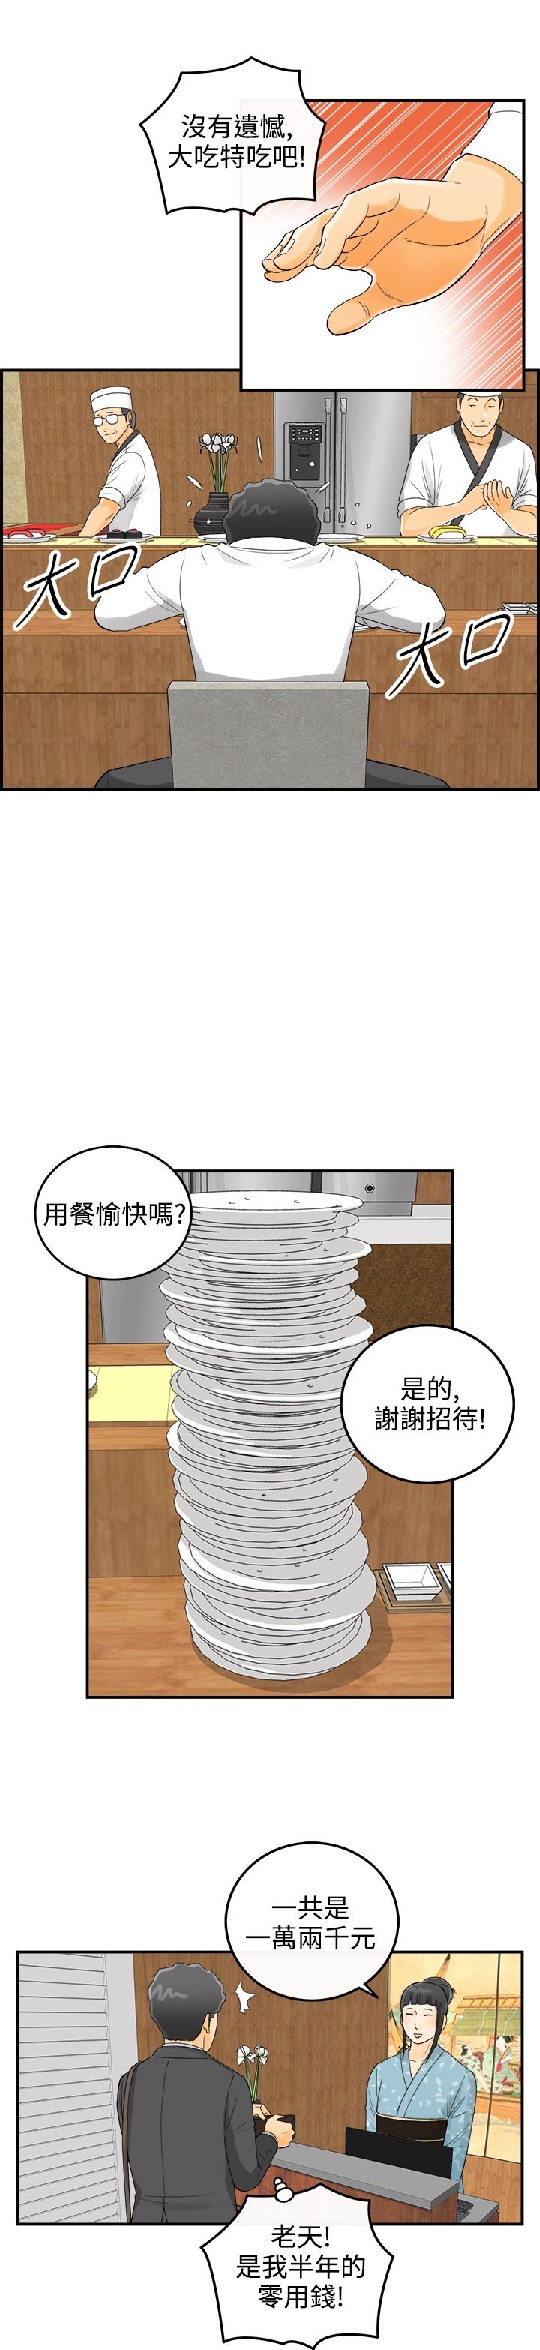 沒有遺憾,
大吃特吃吧!
大口
大口
用餐愉快嗎?
是的,
謝謝招待!
一共是
一萬兩千元
老天!
是我半年的
零用錢!